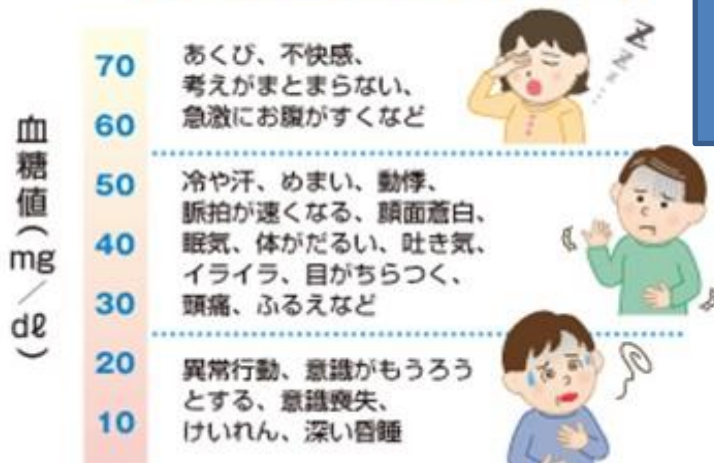 血糖値(mg/dℓ)
70
あくび、不快感、
考えがまとまらない、
60
急激にお腹がすくなど
50
冷や汗、めまい、動悸、
脈拍が速くなる、顔面蒼白、
40
眠気、体がだるい、吐き気、
イライラ、目がちらつく、
30
頭痛、ふるえなど
20
異常行動、意識がもうろう
とする、意識喪失、
10
けいれん、深い昏睡
Z
Z
z